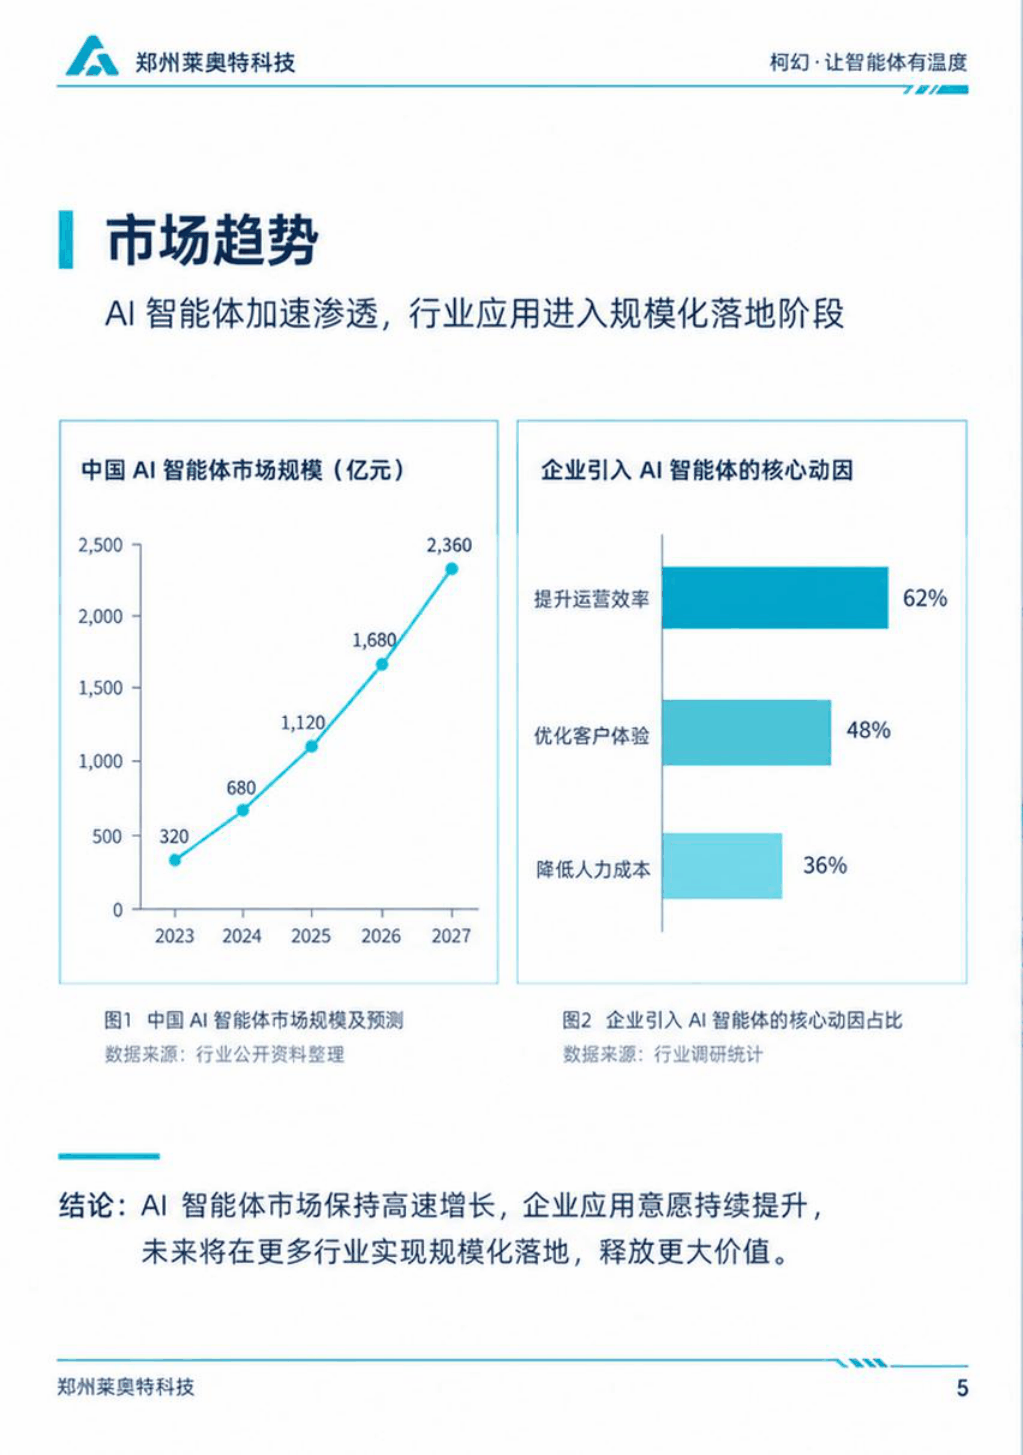 郑州莱奥特科技
柯幻·让智能体有温度
市场趋势
AI 智能体加速渗透，行业应用进入规模化落地阶段
中国 AI 智能体市场规模（亿元）
2,500
2,000
1,500
1,000
500
0
320
680
1,120
1,680
2,360
2023 2024 2025 2026 2027
图1 中国 AI 智能体市场规模及预测
数据来源：行业公开资料整理
企业引入 AI 智能体的核心动因
提升运营效率 62%
优化客户体验 48%
降低人力成本 36%
图2 企业引入 AI 智能体的核心动因占比
数据来源：行业调研统计
结论：AI 智能体市场保持高速增长，企业应用意愿持续提升，
未来将在更多行业实现规模化落地，释放更大价值。
郑州莱奥特科技
5